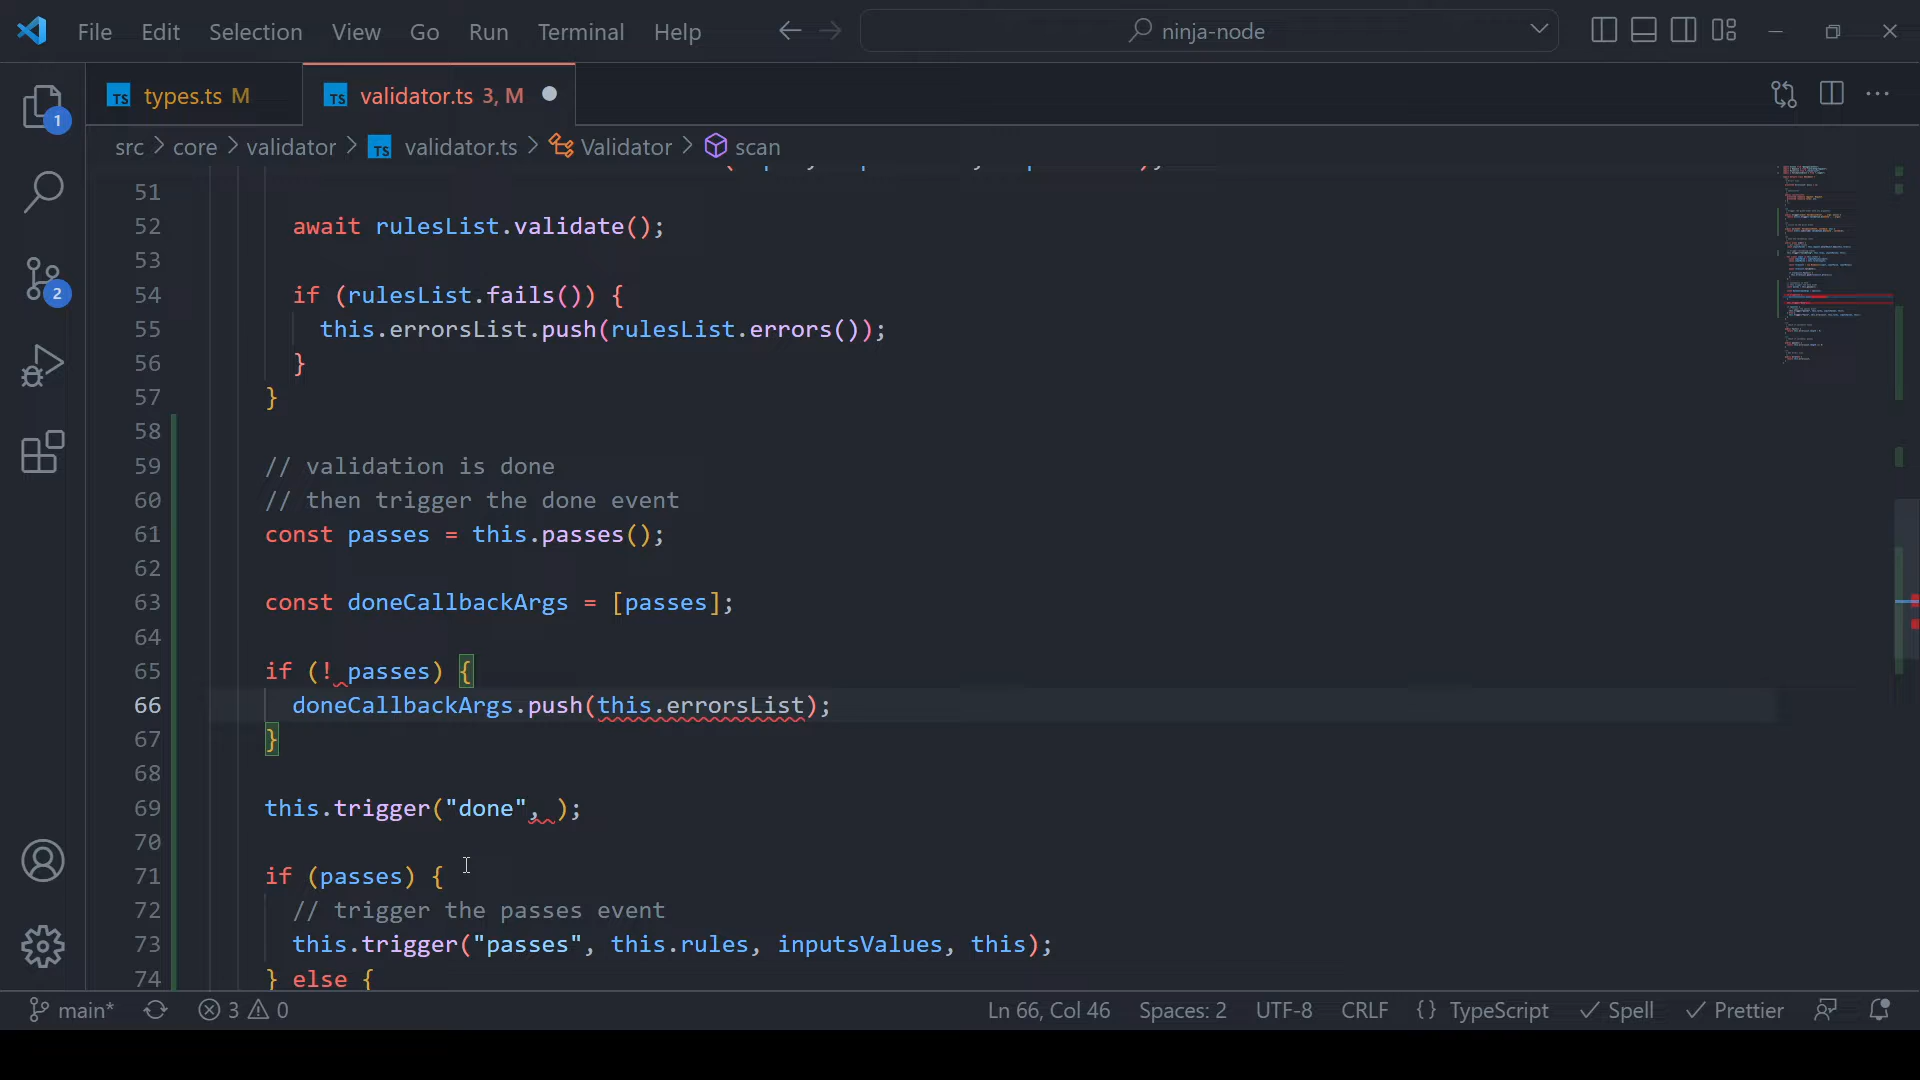 File Edit Selection View Go Run Terminal Help ninja-node
types.ts M validator.ts 3, M
src > core > validator > validator.ts > Validator > scan
51
52 await rulesList.validate();
53
54 if (rulesList.fails()) {
55 this.errorsList.push(rulesList.errors());
56 }
57 }
58
59 // validation is done
60 // then trigger the done event
61 const passes = this.passes();
62
63 const doneCallbackArgs = [passes];
64
65 if (! passes) {
66 doneCallbackArgs.push(this.errorsList);
67 }
68
69 this.trigger("done", );
70
71 if (passes) {
72 // trigger the passes event
73 this.trigger("passes", this.rules, inputsValues, this);
74 } else {
1
2
TS
TS
TS
main* 3 0 Ln 66, Col 46 Spaces: 2 UTF-8 CRLF {} TypeScript Spell Prettier